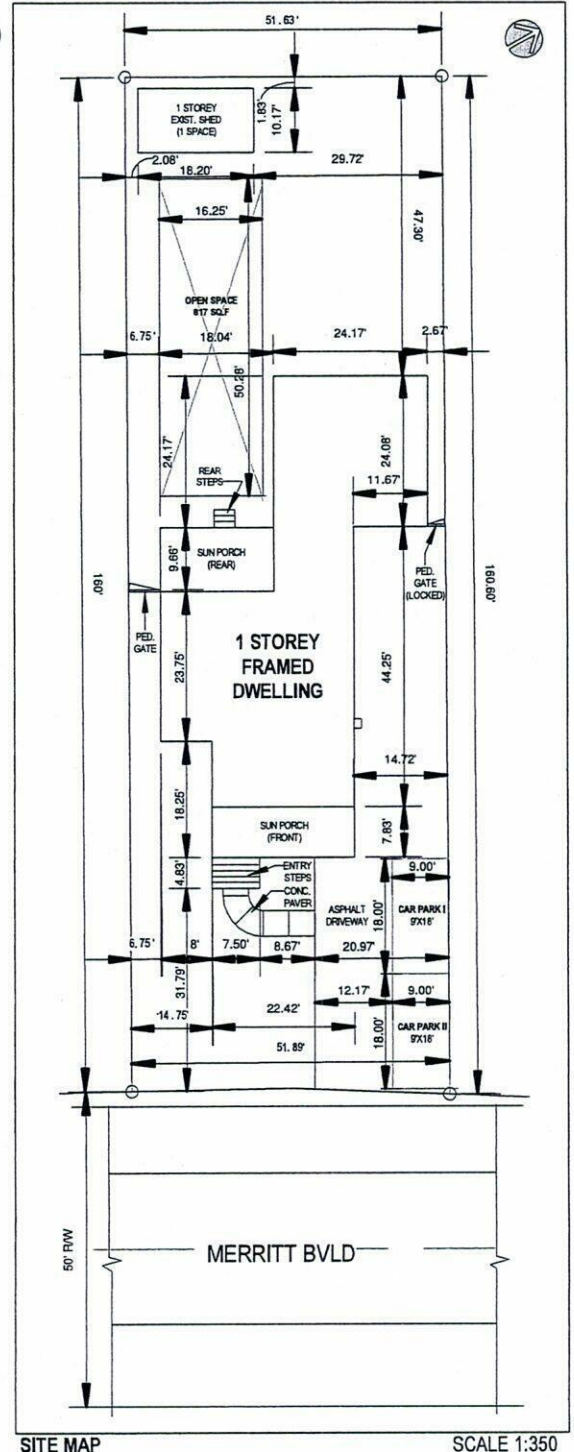 51.63'
1 STOREY
EXIST. SHED
(1 SPACE)
1.83'
10.17'
2.08'
18.20'
29.72'
16.25'
47.30'
OPEN SPACE
817 SQ.F
6.75'
18.04'
24.17'
2.67'
50.28'
24.17'
24.08'
REAR
STEPS
11.67'
SUN PORCH
(REAR)
9.66'
PED.
GATE
(LOCKED)
160'
160.60'
PED.
GATE
1 STOREY
FRAMED
DWELLING
23.75'
44.25'
14.72'
18.25'
SUN PORCH
(FRONT)
7.83'
4.83'
ENTRY
STEPS
CONC.
PAVER
9.00'
ASPHALT
DRIVEWAY
18.00'
CAR PARK I
9'X18'
6.75'
8'
7.50'
8.67'
20.97'
31.79'
12.17'
9.00'
14.75'
22.42'
18.00'
CAR PARK II
9'X18'
51.89'
50' R/W
MERRITT BVLD
SITE MAP
SCALE 1:350